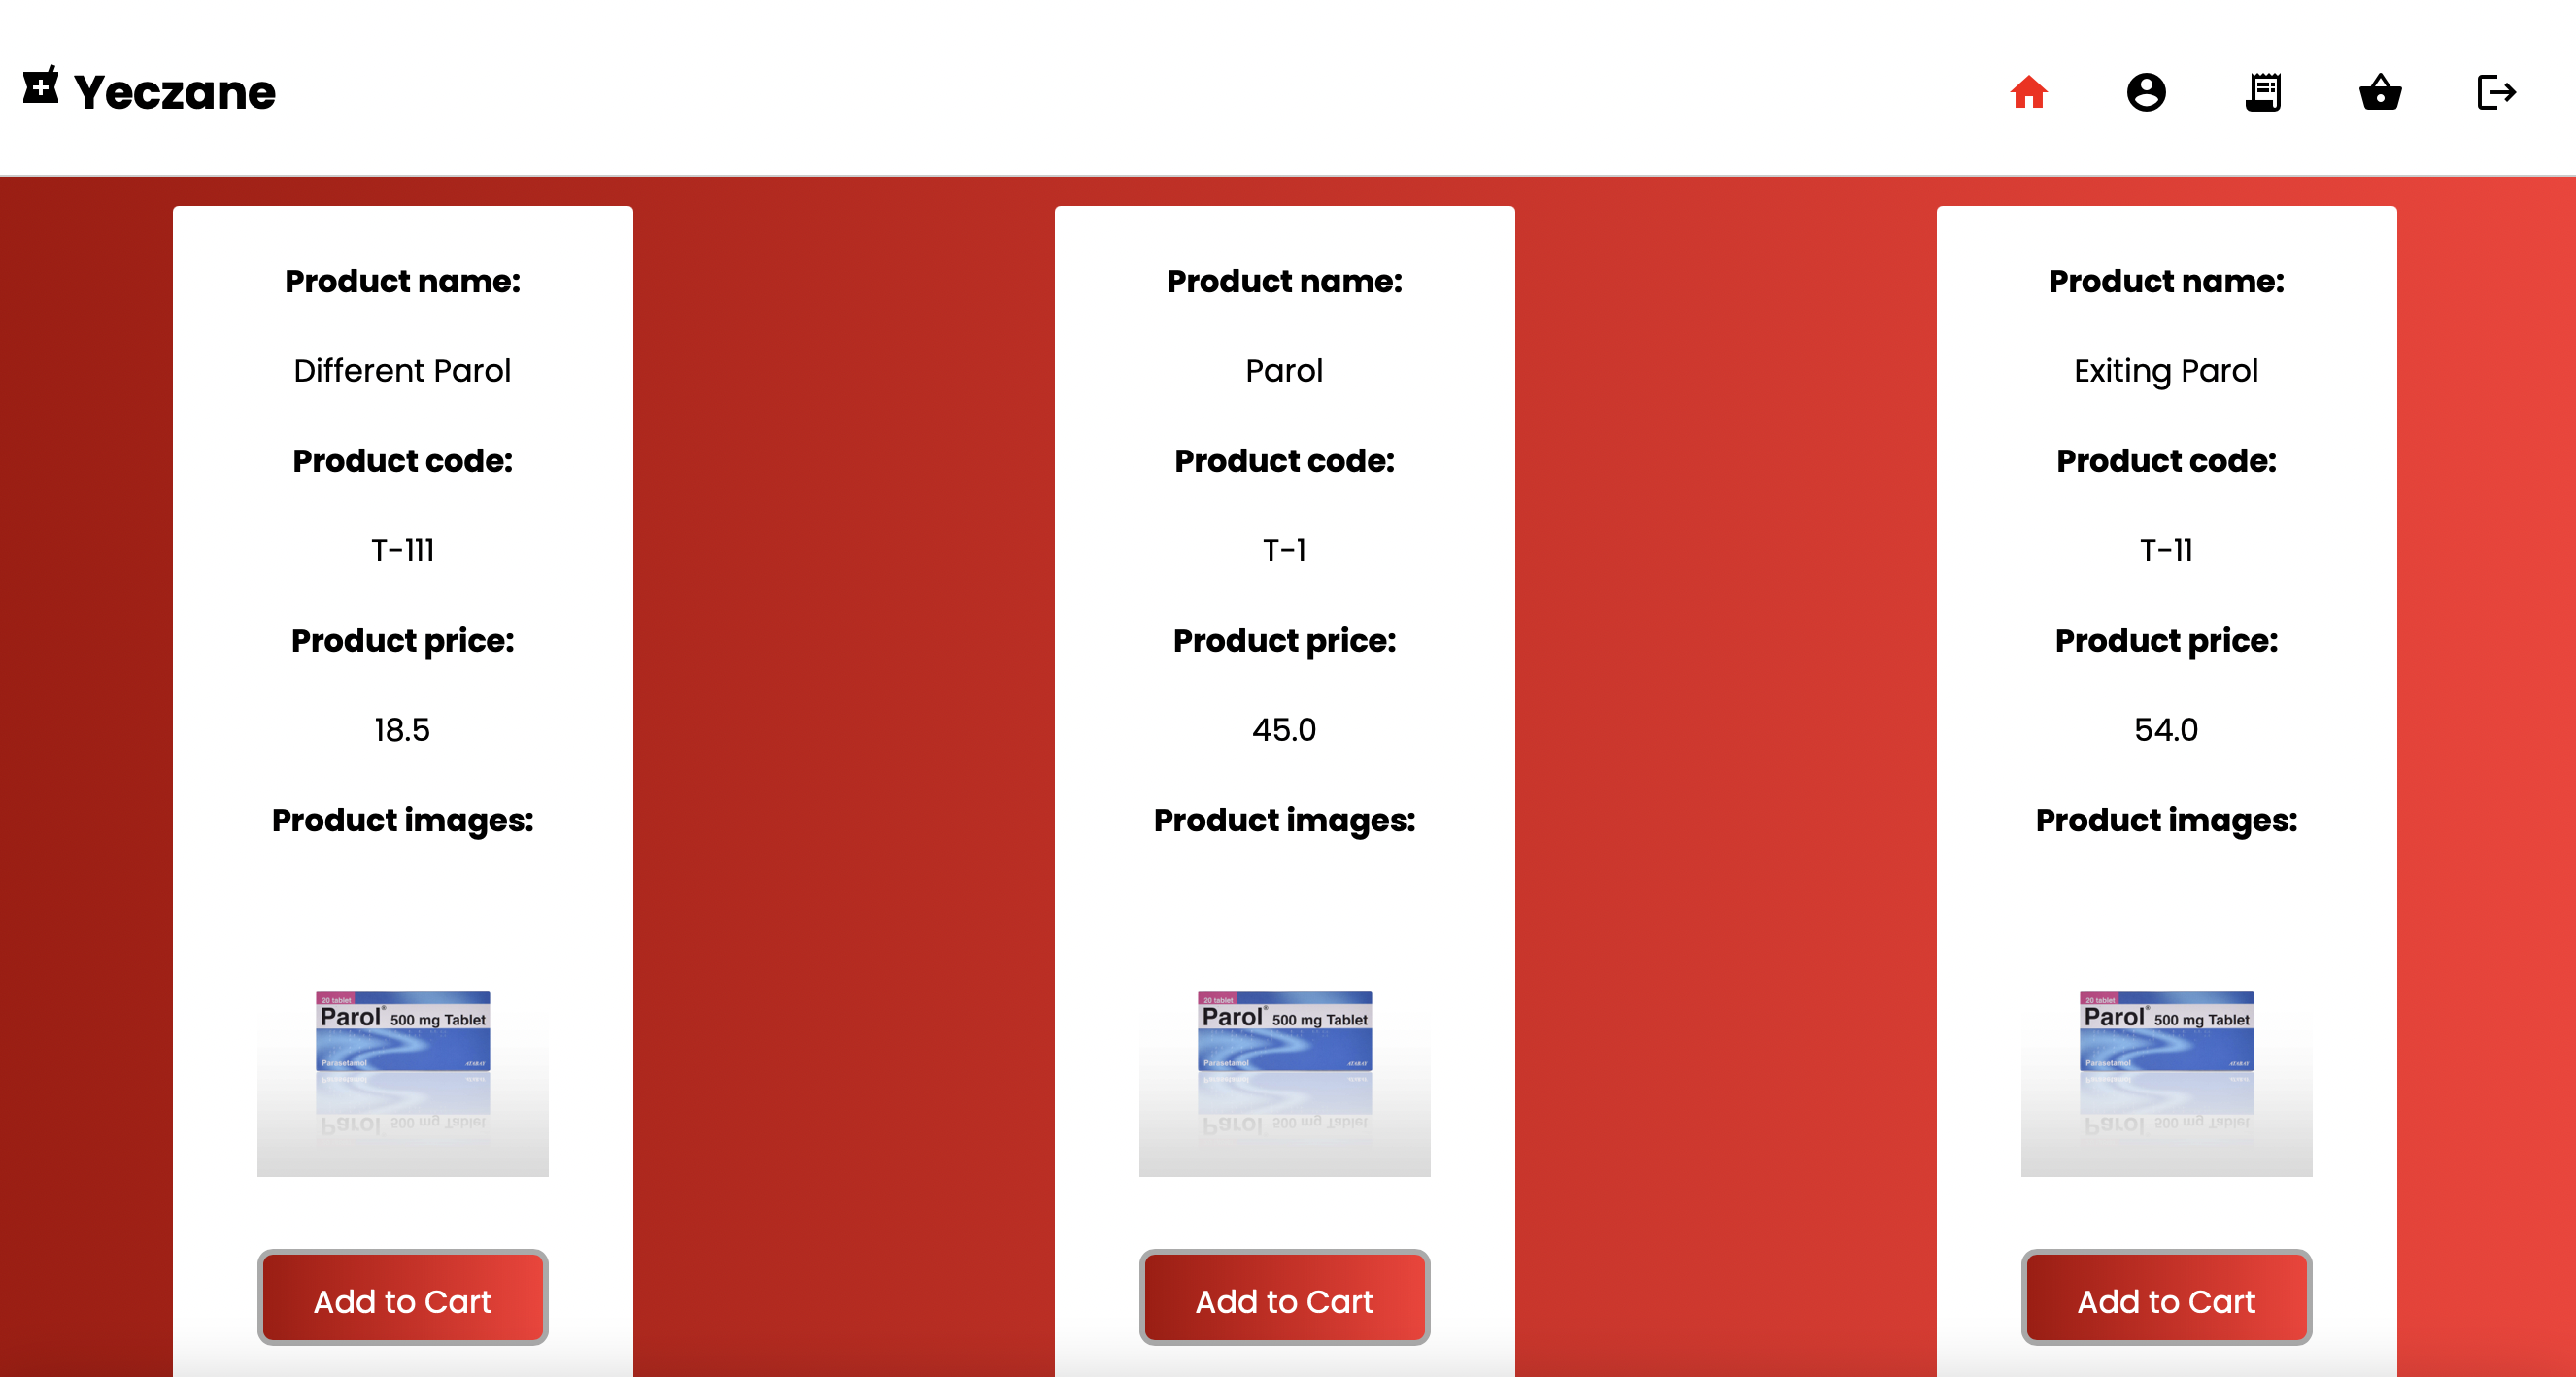 Yeczane
Product name:
Different Parol
Product code:
T-111
Product price:
18.5
Product images:
20 tablet
Parol® 500 mg Tablet
Parasetamol
Add to Cart
Product name:
Parol
Product code:
T-1
Product price:
45.0
Product images:
20 tablet
Parol® 500 mg Tablet
Parasetamol
Add to Cart
Product name:
Exiting Parol
Product code:
T-11
Product price:
54.0
Product images:
20 tablet
Parol® 500 mg Tablet
Parasetamol
Add to Cart